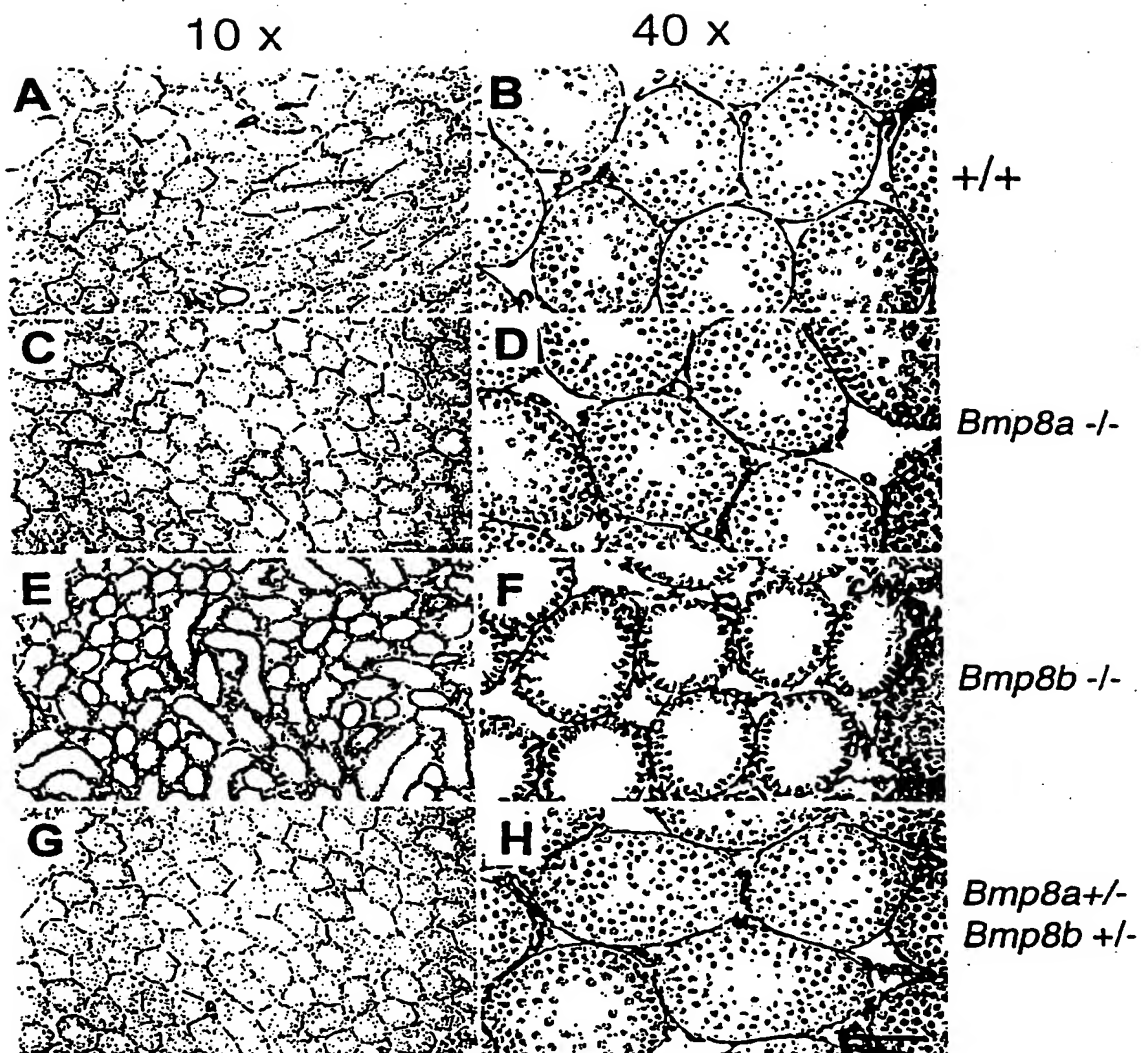 10 x 40 x
A B +/+
C D Bmp8a -/-
E F Bmp8b -/-
G H Bmp8a+/-
Bmp8b +/-